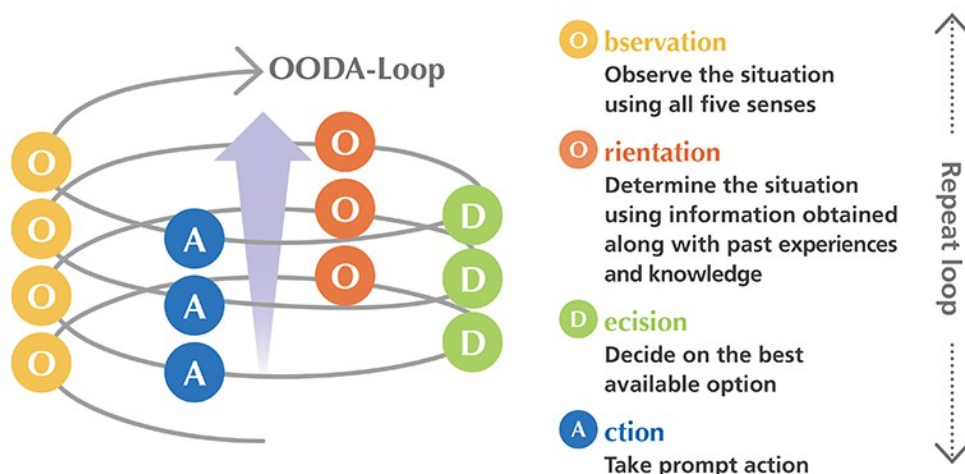 OODA-Loop
O
O
O
O
O
O
O
A
A
A
D
D
D
O bservation
Observe the situation
using all five senses
O rientation
Determine the situation
using information obtained
along with past experiences
and knowledge
D ecision
Decide on the best
available option
A ction
Take prompt action
Repeat loop